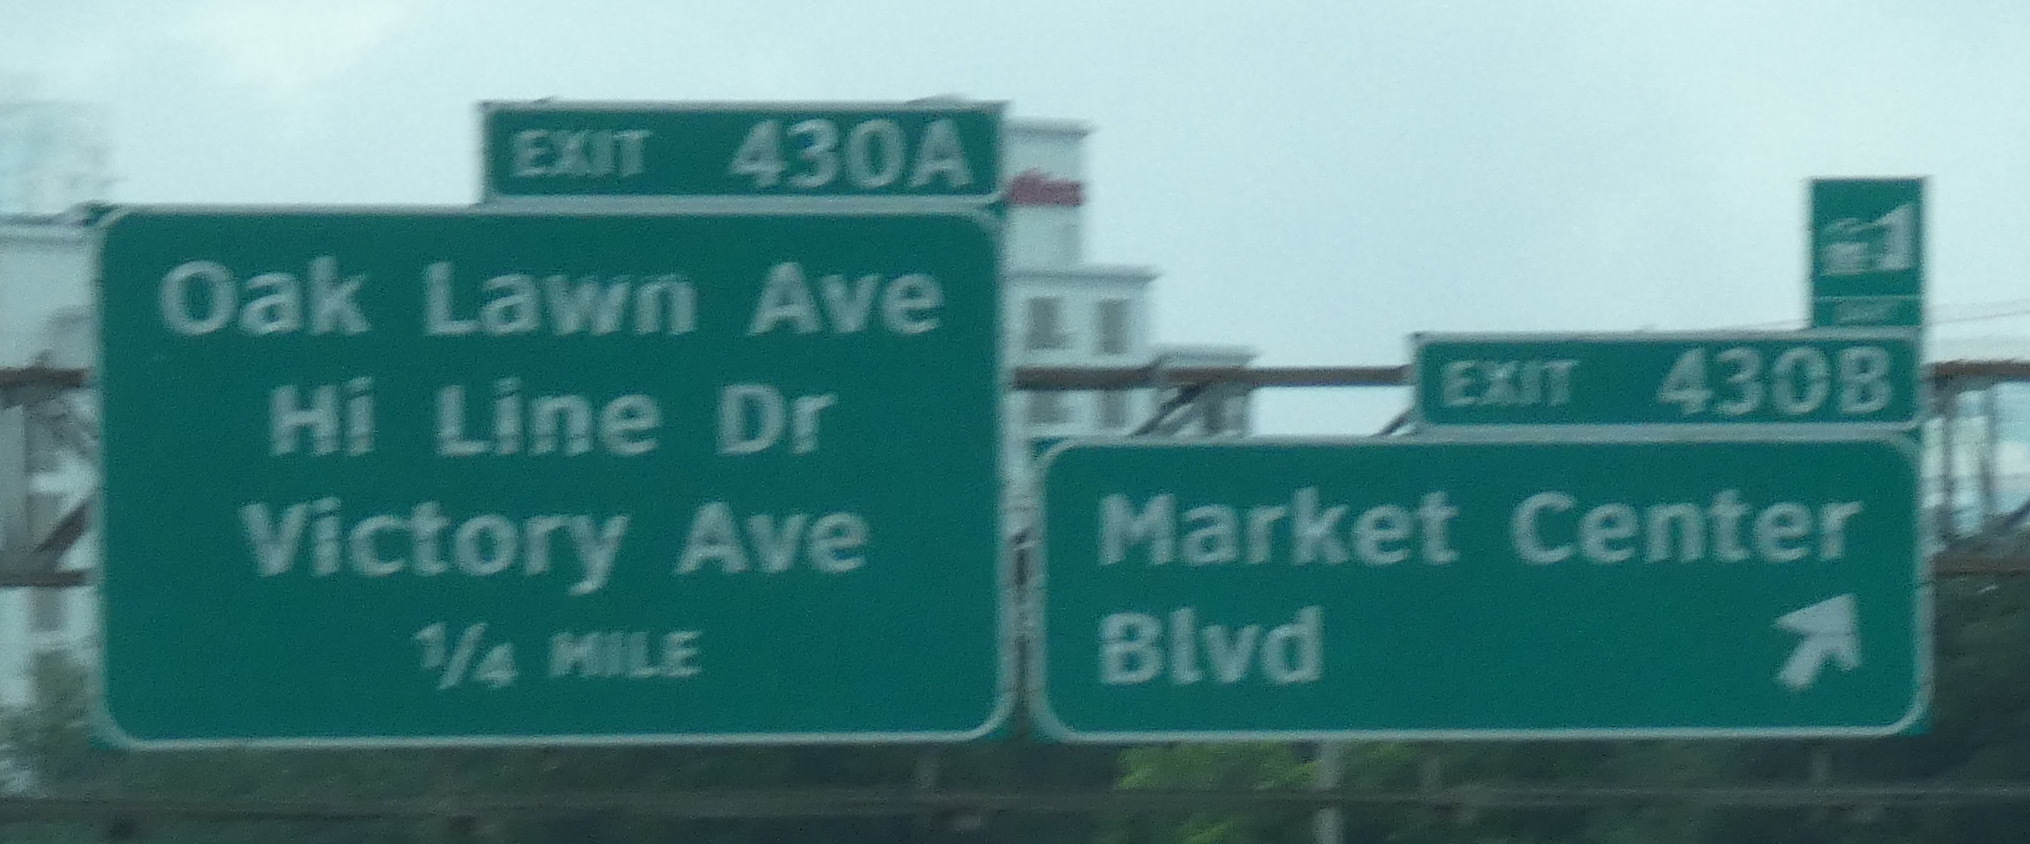 EXIT 430A
Oak Lawn Ave
Hi Line Dr
Victory Ave
1/4 MILE
EXIT 430B
Market Center
Blvd